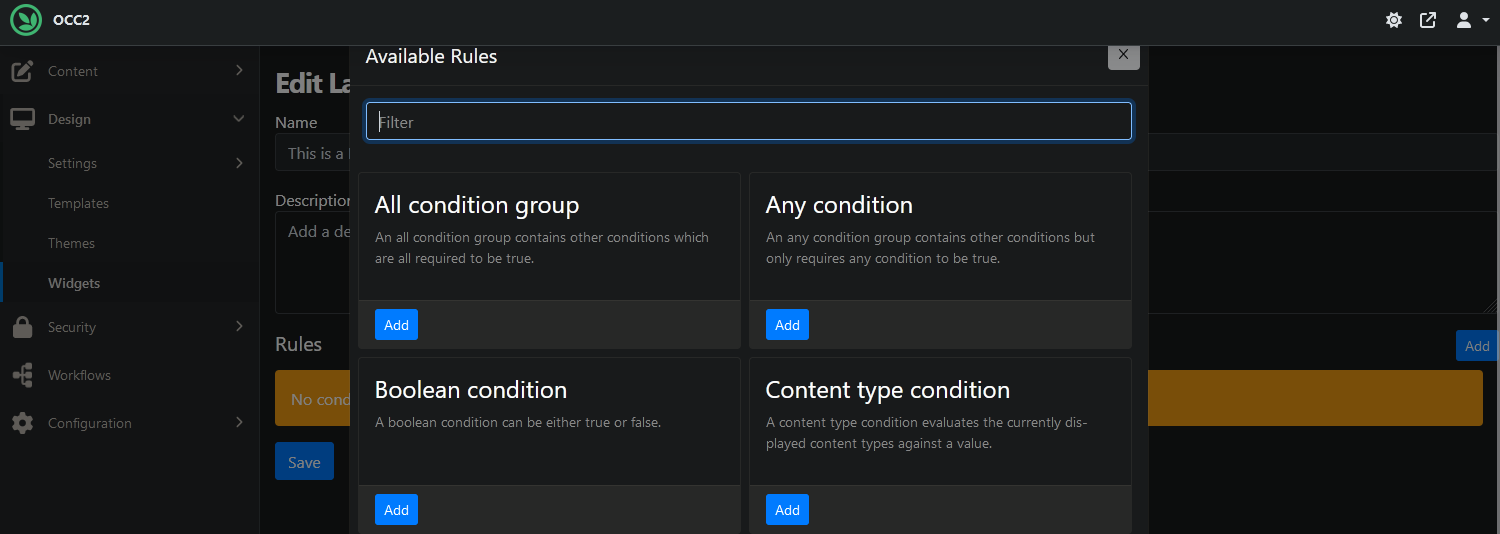 OCC2
Available Rules
Content
Edit La
Filter
Design
Name
This is a
Settings
All condition group
Any condition
Templates
Description
An all condition group contains other conditions which
are all required to be true.
An any condition group contains other conditions but
only requires any condition to be true.
Add a de
Themes
Widgets
Security
Add
Add
Rules
Add
Workflows
Boolean condition
Content type condition
No cond
A boolean condition can be either true or false.
A content type condition evaluates the currently dis-
played content types against a value.
Configuration
Save
Add
Add